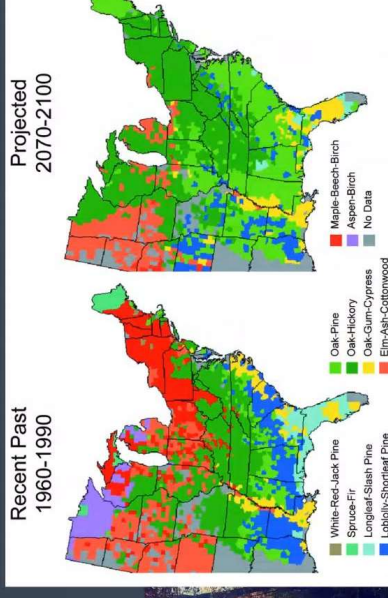 Recent Past
1960-1990
Projected
2070-2100
White-Red-Jack Pine
Spruce-Fir
Longleaf-Slash Pine
Loblolly-Shortleaf Pine
Oak-Pine
Oak-Hickory
Oak-Gum-Cypress
Elm-Ash-Cottonwood
Maple-Beech-Birch
Aspen-Birch
No Data